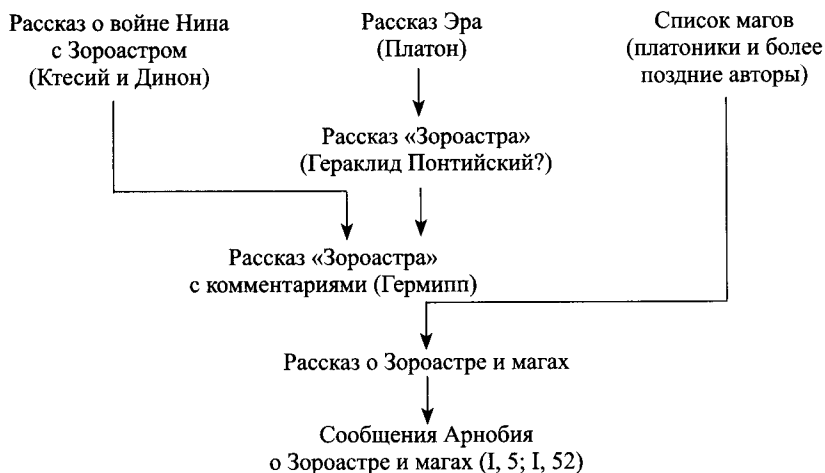 Рассказ о войне Нина
с Зороастром
(Ктесий и Динон)
Рассказ Эра
(Платон)
Список магов
(платоники и более
поздние авторы)
Рассказ «Зороастра»
(Гераклид Понтийский?)
Рассказ «Зороастра»
с комментариями (Гермипп)
Рассказ о Зороастре и магах
Сообщения Арнобия
о Зороастре и магах (I, 5; I, 52)